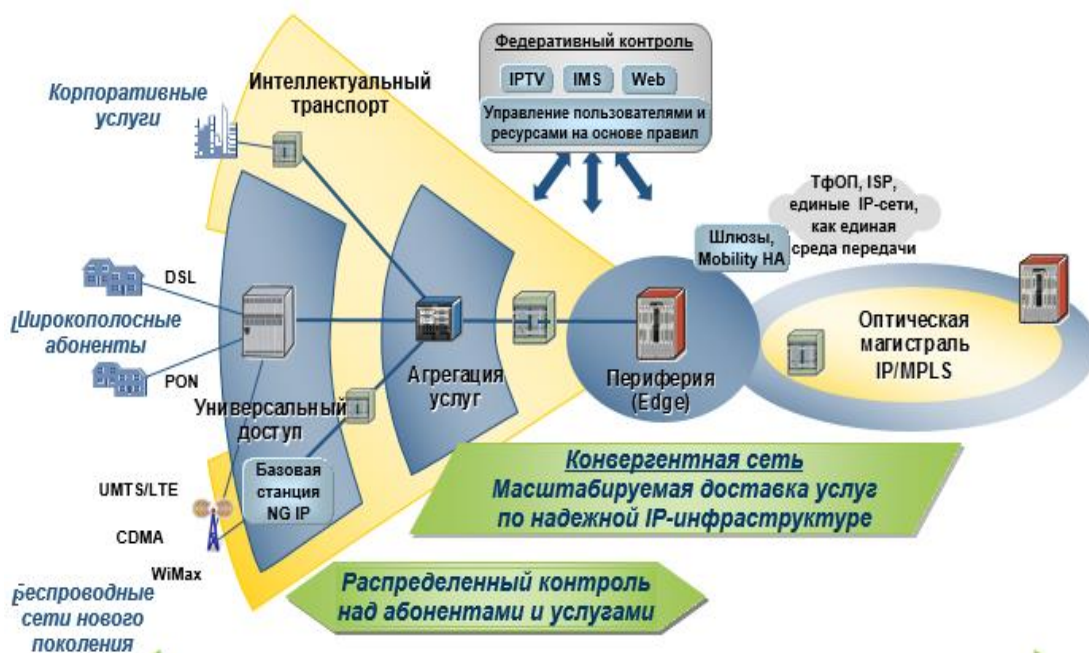 Федеративный контроль
IPTV
IMS
Web
Управление пользователями и
ресурсами на основе правил
Интеллектуальный
транспорт
Корпоративные
услуги
ТфОП, ISP,
единые IP-сети,
как единая
среда передачи
Шлюзы,
Mobility HA
DSL
Широкополосные
абоненты
PON
Универсальный
доступ
Агрегация
услуг
Периферия
(Edge)
Оптическая
магистраль
IP/MPLS
Базовая
станция
NG IP
UMTS/LTE
CDMA
WiMax
Беспроводные
сети нового
поколения
Конвергентная сеть
Масштабируемая доставка услуг
по надежной IP-инфраструктуре
Распределенный контроль
над абонентами и услугами